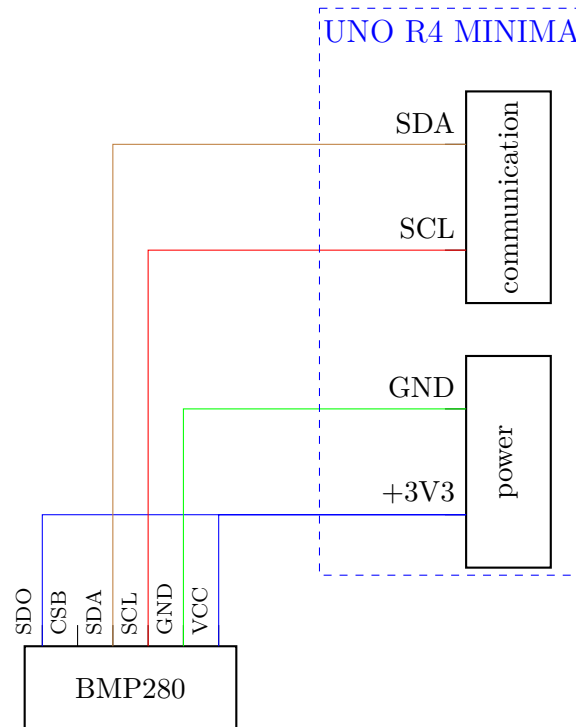 UNO R4 MINIMA
SDA
communication
SCL
GND
power
+3V3
SDO
CSB
SDA
SCL
GND
VCC
BMP280